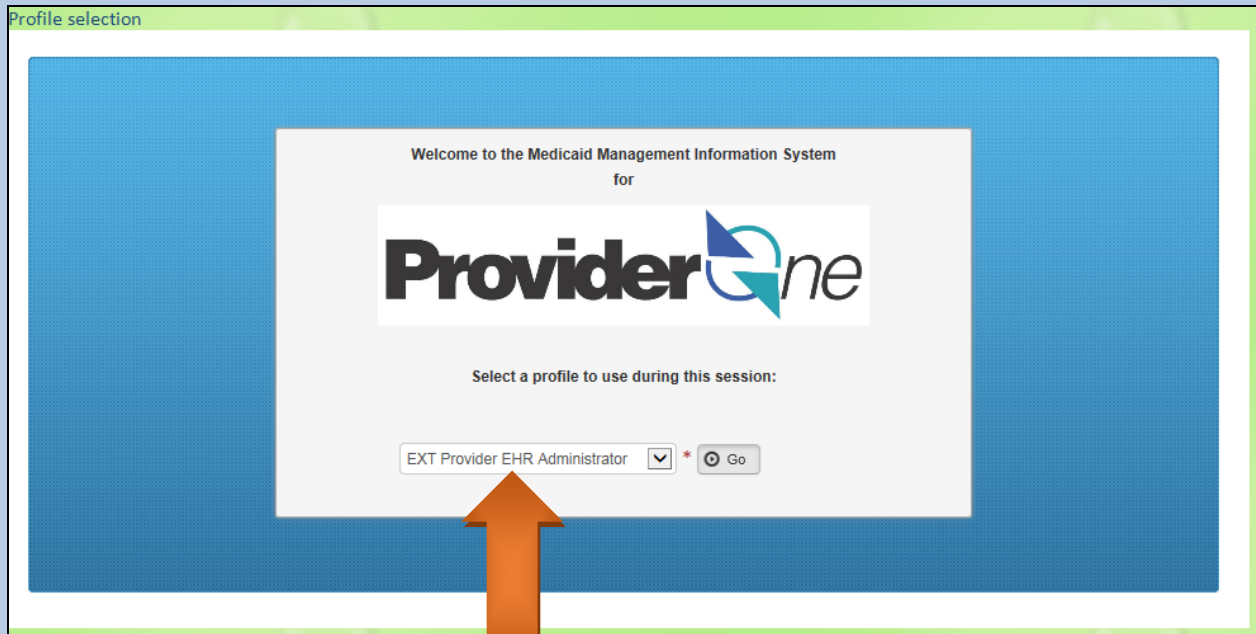 Profile selection
Welcome to the Medicaid Management Information System
for
ProviderOne
Select a profile to use during this session:
EXT Provider EHR Administrator * Go